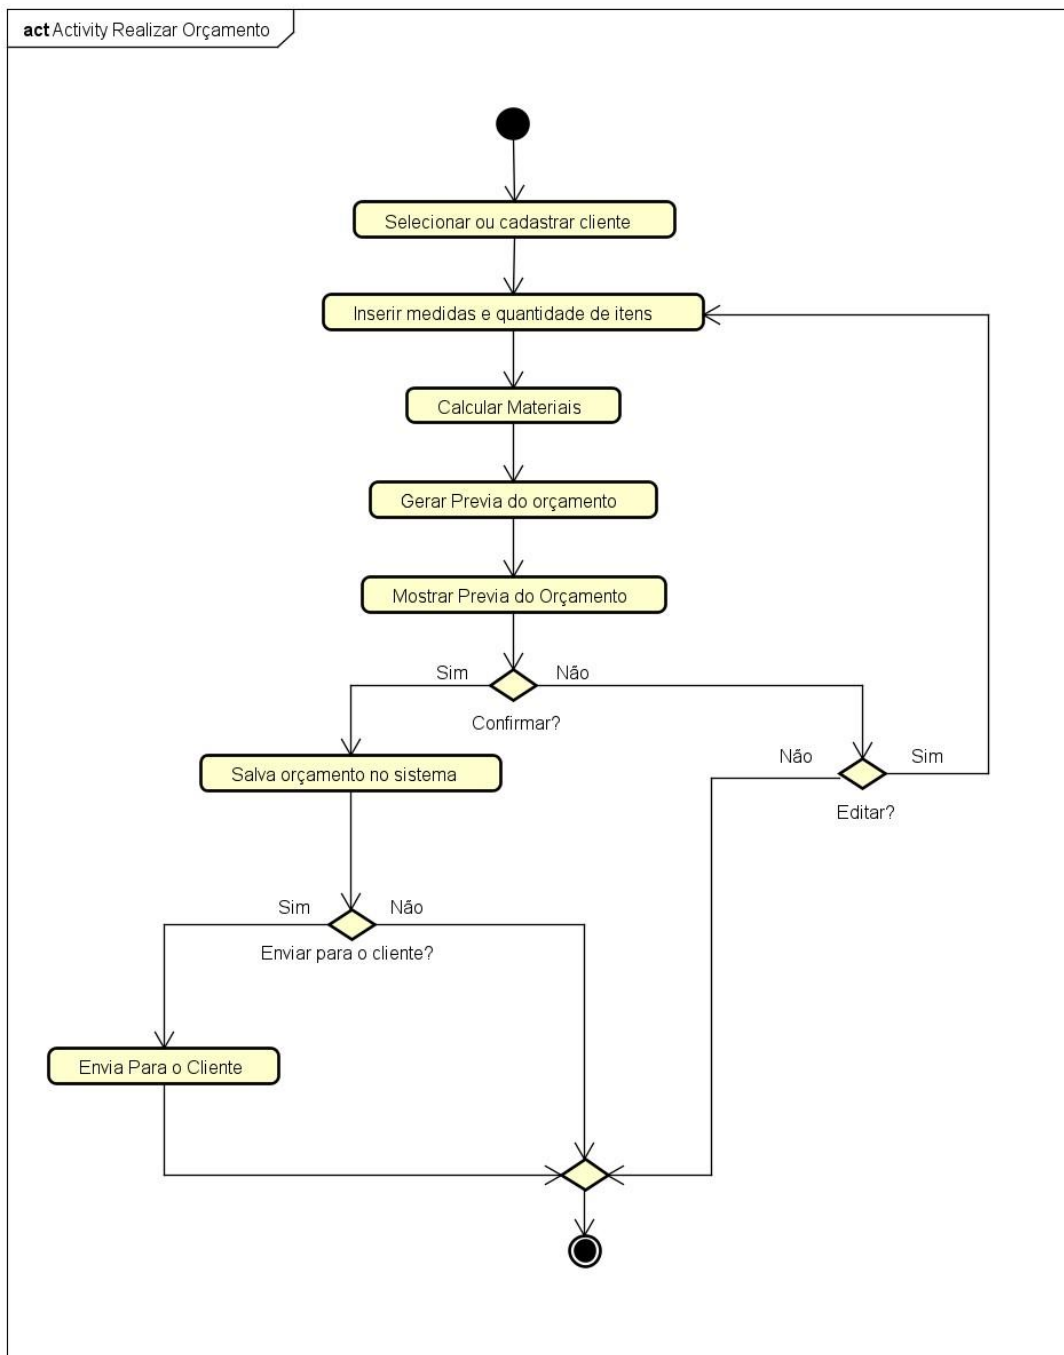 act Activity Realizar Orçamento
Selecionar ou cadastrar cliente
Inserir medidas e quantidade de itens
Calcular Materiais
Gerar Previa do orçamento
Mostrar Previa do Orçamento
Sim
Não
Confirmar?
Salva orçamento no sistema
Não
Sim
Editar?
Sim
Não
Enviar para o cliente?
Envia Para o Cliente